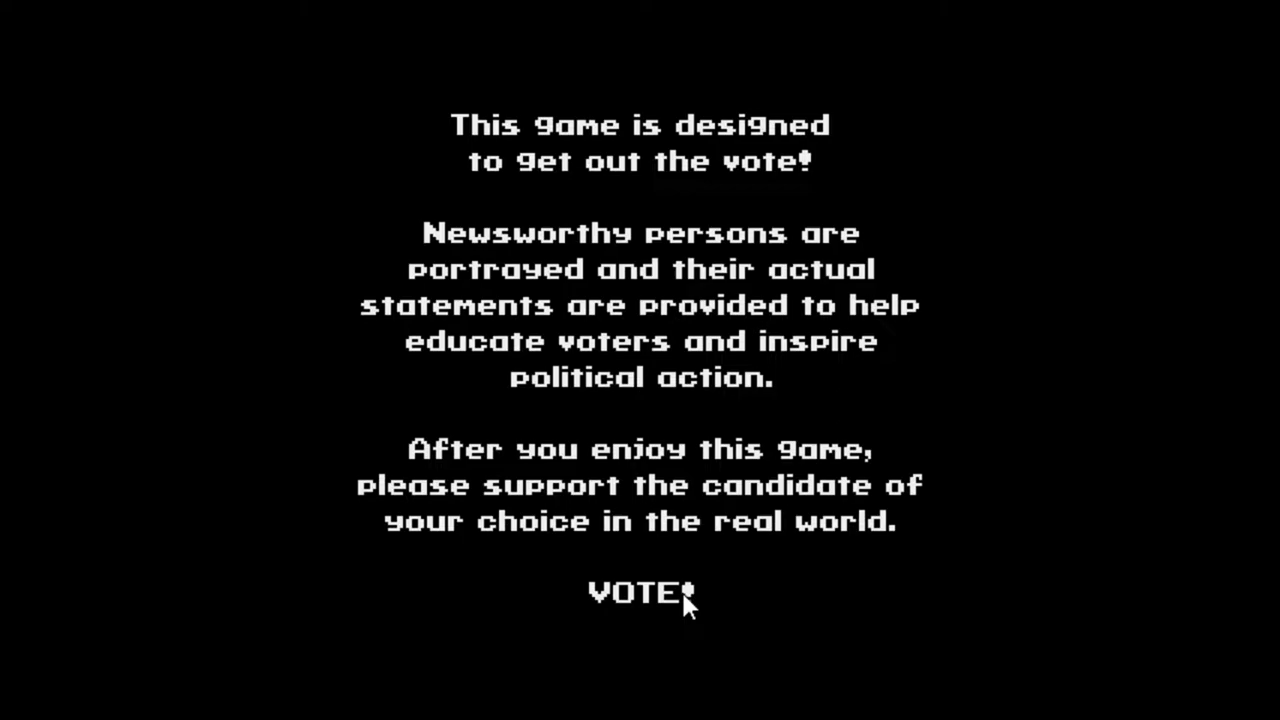 This game is designed
to get out the vote!
Newsworthy persons are
portrayed and their actual
statements are provided to help
educate voters and inspire
political action.
After you enjoy this game,
please support the candidate of
your choice in the real world.
VOTE!